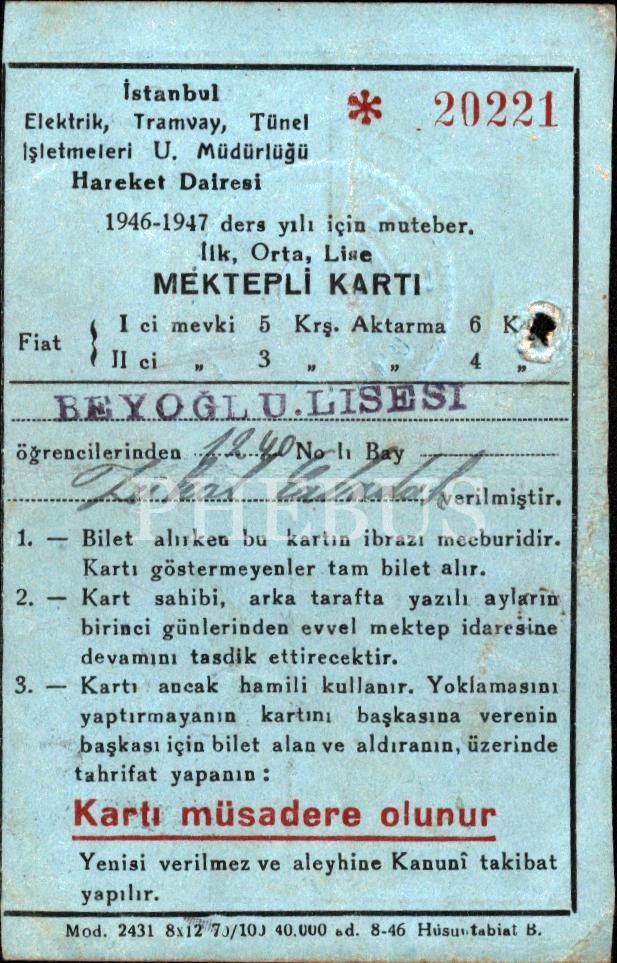 İstanbul
Elektrik, Tramvay, Tünel
İşletmeleri U. Müdürlüğü
Hareket Dairesi
* 20221
1946-1947 ders yılı için muteber.
İlk, Orta, Lise
MEKTEPLİ KARTI
Fiat { I ci mevki 5 Krş. Aktarma 6 K
II ci „ 3 „ „ 4 „
BEYOĞLU.LISESI
öğrencilerinden 1240 No lı Bay
verilmiştir.
PHEBUS
1. — Bilet alırken bu kartın ibrazı mecburidir.
Kartı göstermeyenler tam bilet alır.
2. — Kart sahibi, arka tarafta yazılı ayların
birinci günlerinden evvel mektep idaresine
devamını tasdik ettirecektir.
3. — Kartı ancak hamili kullanır. Yoklamasını
yaptırmayanın kartını başkasına verenin
başkası için bilet alan ve aldıranın, üzerinde
tahrifat yapanın :
Kartı müsadere olunur
Yenisi verilmez ve aleyhine Kanunî takibat
yapılır.
Mod. 2431 8x12 70/100 40.000 ad. 8-46 Hüsnütabiat B.